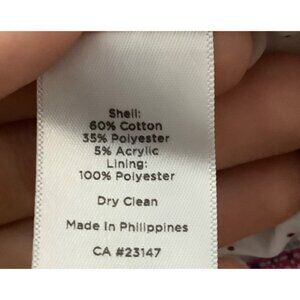 Shell:
60% Cotton
35% Polyester
5% Acrylic
Lining:
100% Polyester
Dry Clean
Made In Philippines
CA #23147